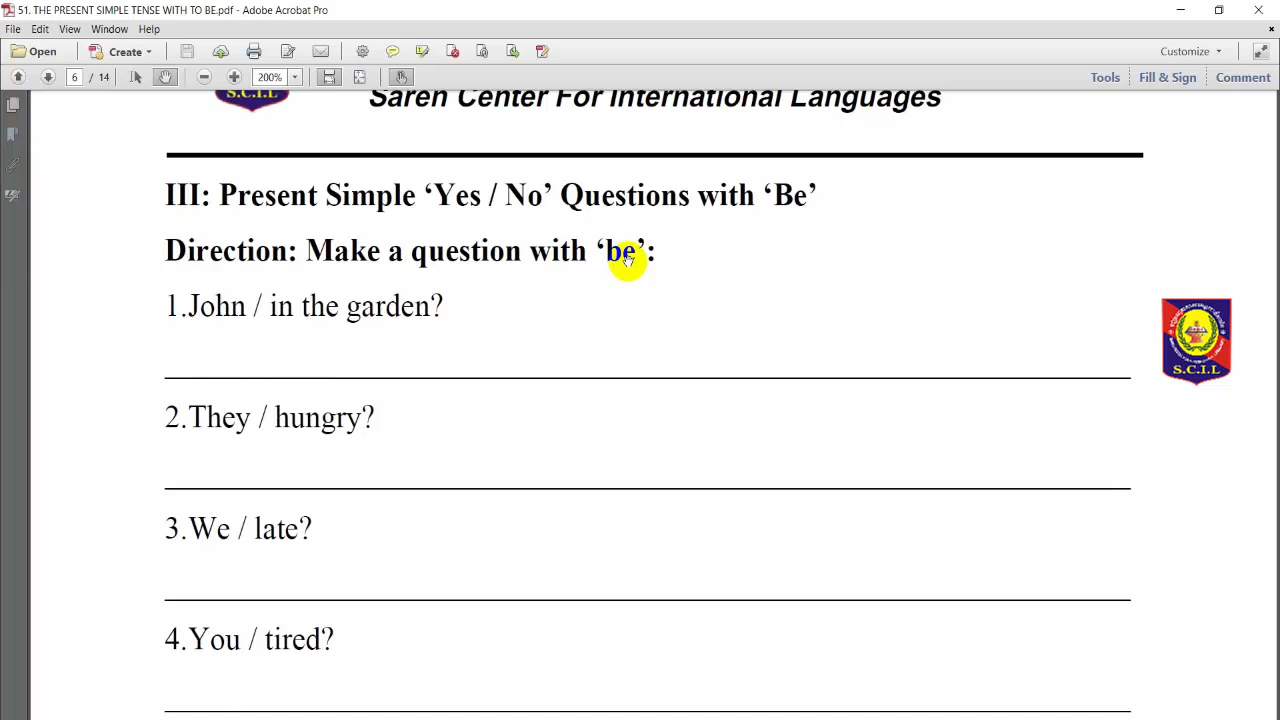 51. THE PRESENT SIMPLE TENSE WITH TO BE.pdf - Adobe Acrobat Pro
File Edit View Window Help
Open Create Customize
6 / 14 200% Tools Fill & Sign Comment
S.C.I.L Saren Center For International Languages
III: Present Simple ‘Yes / No’ Questions with ‘Be’
Direction: Make a question with ‘be’:
1.John / in the garden?
2.They / hungry?
3.We / late?
4.You / tired?
S.C.I.L